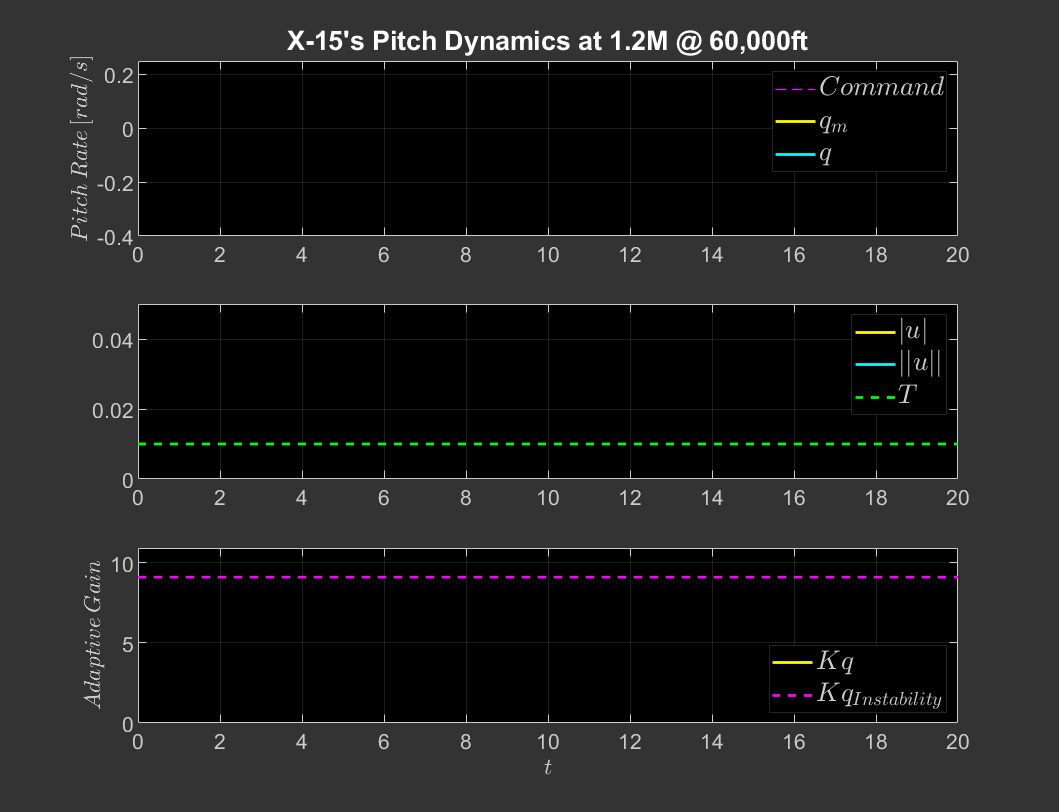 X-15's Pitch Dynamics at 1.2M @ 60,000ft
Pitch Rate [rad/s]
0.2
0
-0.2
-0.4
0 2 4 6 8 10 12 14 16 18 20
Command
q_m
q
0.04
0.02
0
0 2 4 6 8 10 12 14 16 18 20
|u|
||u||
T
Adaptive Gain
10
5
0
0 2 4 6 8 10 12 14 16 18 20
Kq
Kq_Instability
t